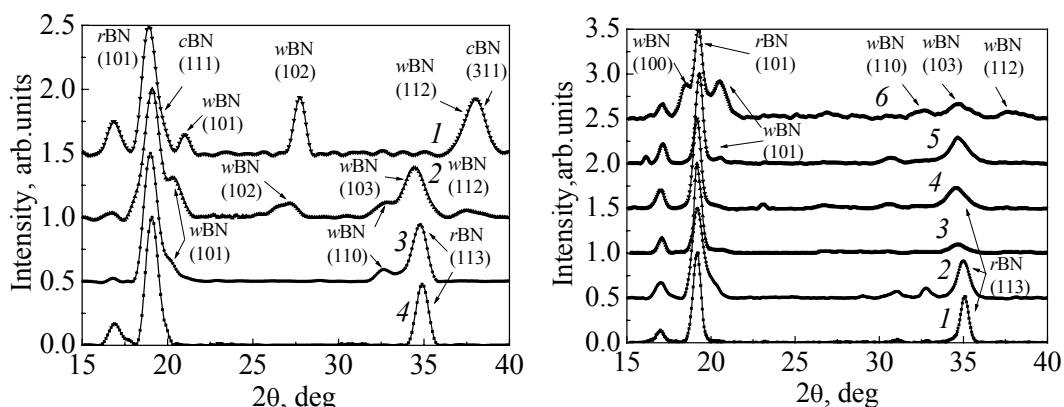 2.5
2.0
1.5
1.0
0.5
0.0
Intensity, arb.units
rBN
(101)
cBN
(111)
wBN
(101)
wBN
(102)
wBN
(112)
cBN
(311)
1
wBN
(102)
wBN
(103)
2
wBN
(112)
wBN
(101)
wBN
(110)
3
rBN
(113)
4
15 20 25 30 35 40
2θ, deg
3.5
3.0
2.5
2.0
1.5
1.0
0.5
0.0
Intensity,arb.units
wBN
(100)
rBN
(101)
wBN
(110)
wBN
(103)
wBN
(112)
6
wBN
(101)
5
4
3
rBN
(113)
2
1
15 20 25 30 35 40
2θ, deg